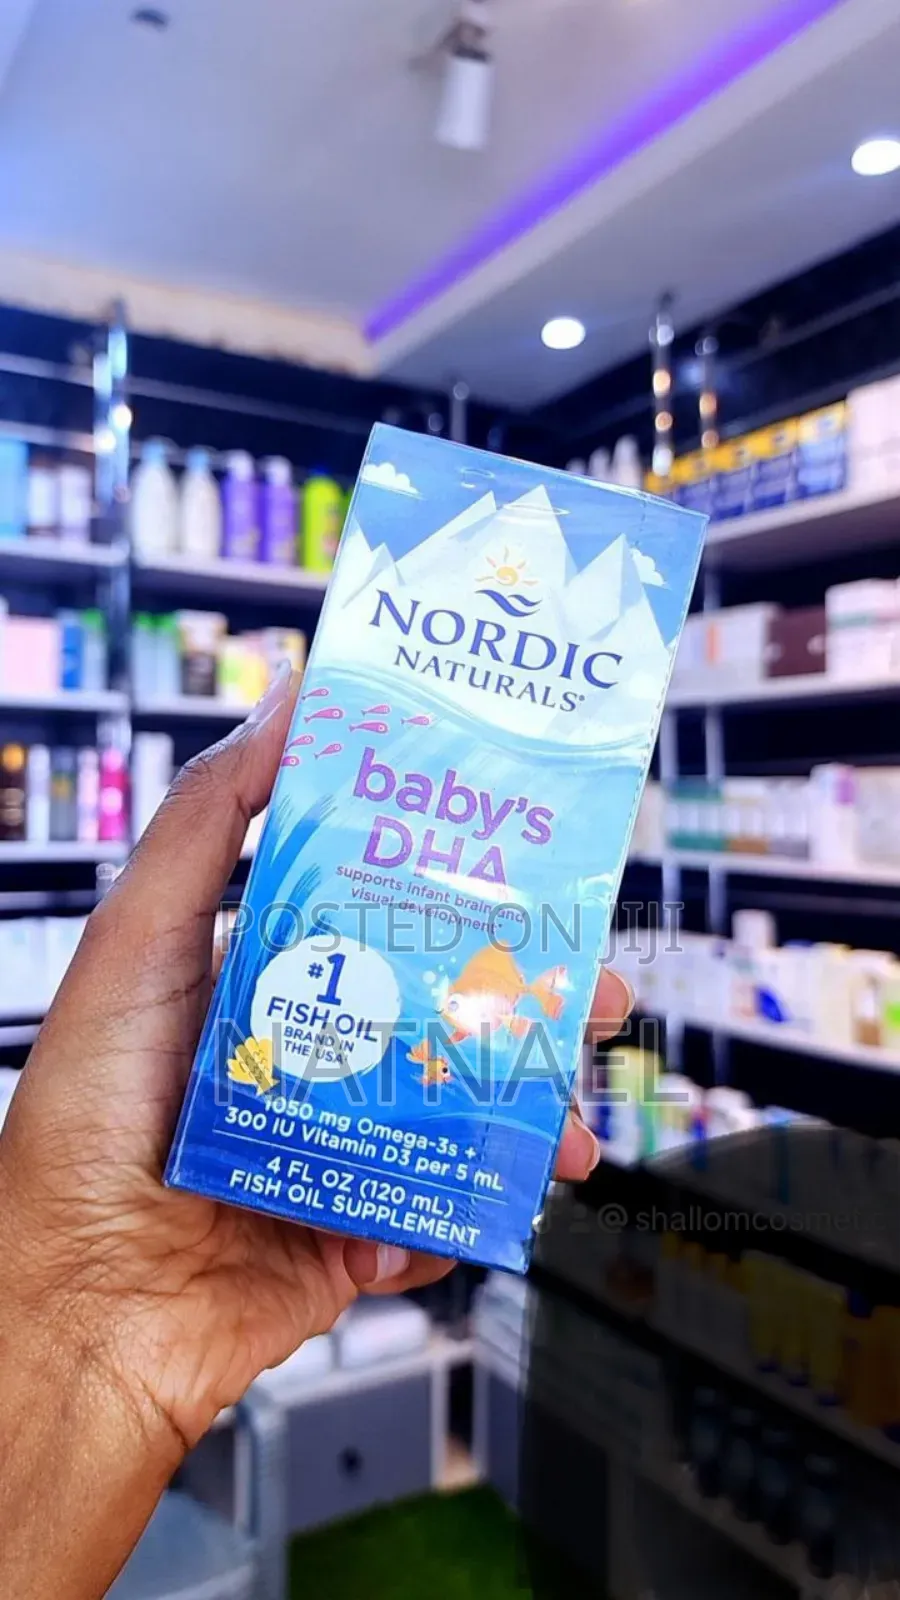 NORDIC
NATURALS®
baby's
DHA
supports infant brain and
visual development*
POSTED ON JIJI
#1
FISH OIL
BRAND IN
THE USA
NATNAEL
1050 mg Omega-3s +
300 IU Vitamin D3 per 5 mL
4 FL OZ (120 mL)
FISH OIL SUPPLEMENT
@shallomcosmet